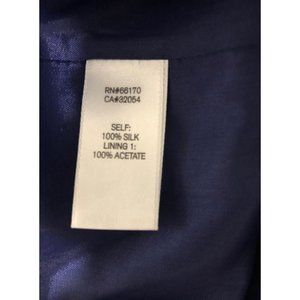 RN#66170
CA#32054
SELF:
100% SILK
LINING 1:
100% ACETATE